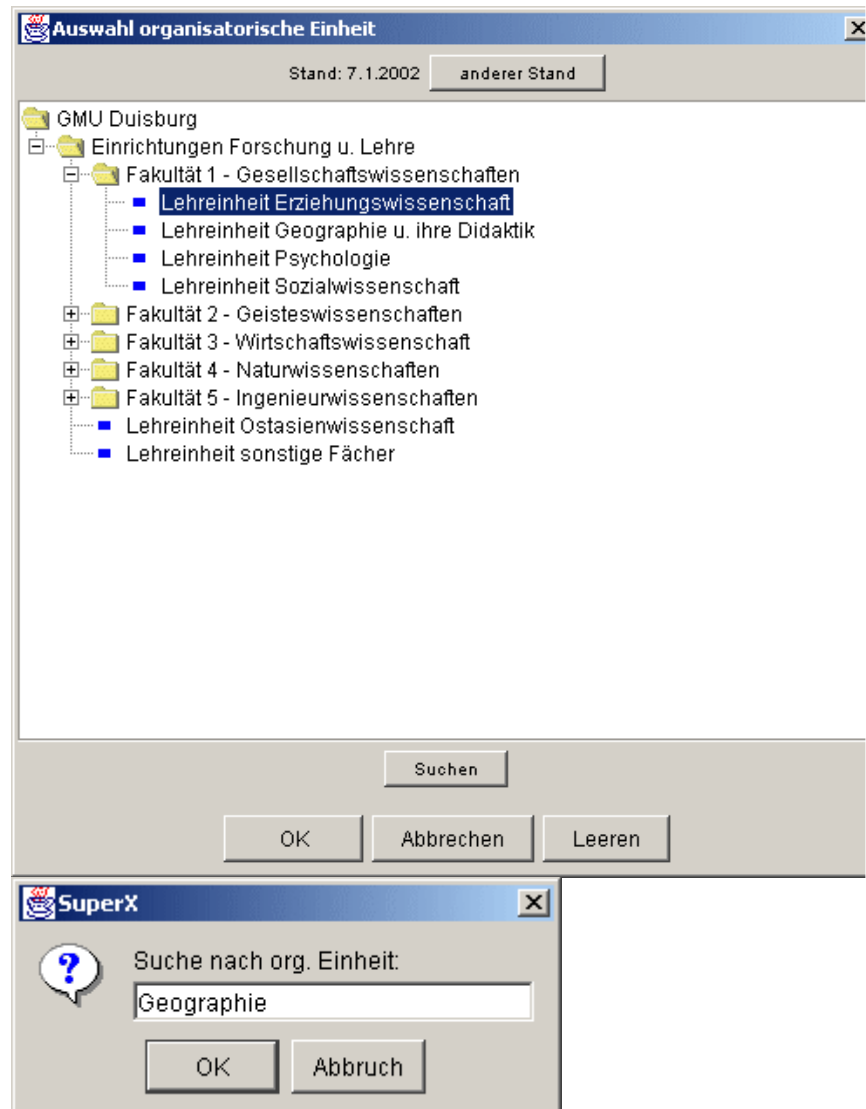 Auswahl organisatorische Einheit
Stand: 7.1.2002 anderer Stand
GMU Duisburg
Einrichtungen Forschung u. Lehre
Fakultät 1 - Gesellschaftswissenschaften
Lehreinheit Erziehungswissenschaft
Lehreinheit Geographie u. ihre Didaktik
Lehreinheit Psychologie
Lehreinheit Sozialwissenschaft
Fakultät 2 - Geisteswissenschaften
Fakultät 3 - Wirtschaftswissenschaft
Fakultät 4 - Naturwissenschaften
Fakultät 5 - Ingenieurwissenschaften
Lehreinheit Ostasienwissenschaft
Lehreinheit sonstige Fächer
Suchen
OK Abbrechen Leeren
SuperX
Suche nach org. Einheit:
Geographie
OK Abbruch